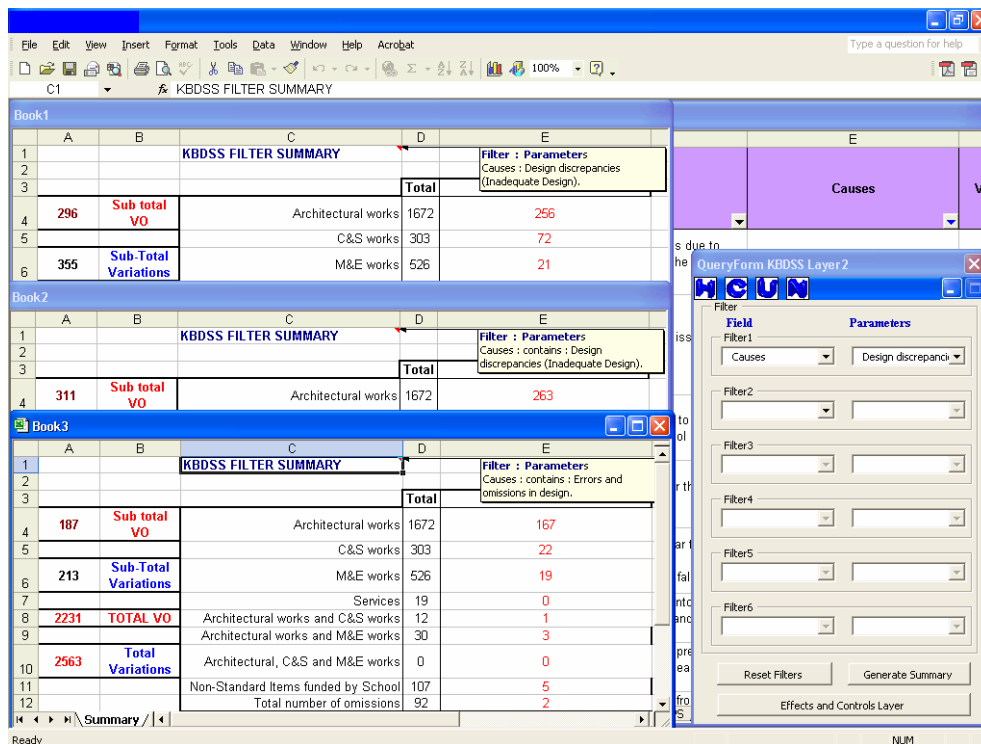 File Edit View Insert Format Tools Data Window Help Acrobat
Type a question for help
100%
C1 fx KBDSS FILTER SUMMARY
Book1
A B C D E
1 KBDSS FILTER SUMMARY
Filter : Parameters
Causes : Design discrepancies
(Inadequate Design).
2
3 Total
4 296 Sub total VO Architectural works 1672 256
5 C&S works 303 72
6 355 Sub-Total Variations M&E works 526 21
Book2
A B C D E
1 KBDSS FILTER SUMMARY
Filter : Parameters
Causes : contains : Design
discrepancies (Inadequate Design).
2
3 Total
4 311 Sub total VO Architectural works 1672 263
Book3
A B C D E
1 KBDSS FILTER SUMMARY
Filter : Parameters
Causes : contains : Errors and
omissions in design.
2
3 Total
4 187 Sub total VO Architectural works 1672 167
5 C&S works 303 22
6 213 Sub-Total Variations M&E works 526 19
7 Services 19 0
8 2231 TOTAL VO Architectural works and C&S works 12 1
9 Architectural works and M&E works 30 3
10 2563 Total Variations Architectural, C&S and M&E works 0 0
11 Non-Standard Items funded by School 107 5
12 Total number of omissions 92 2
Summary
Ready
NUM
E
Causes
s due to
he
iss
to
ol
ar
fal
QueryForm KBDSS Layer2
H C U N
Filter
Field Parameters
Filter1
Causes Design discrepanci
Filter2
Filter3
Filter4
Filter5
Filter6
Reset Filters Generate Summary
Effects and Controls Layer